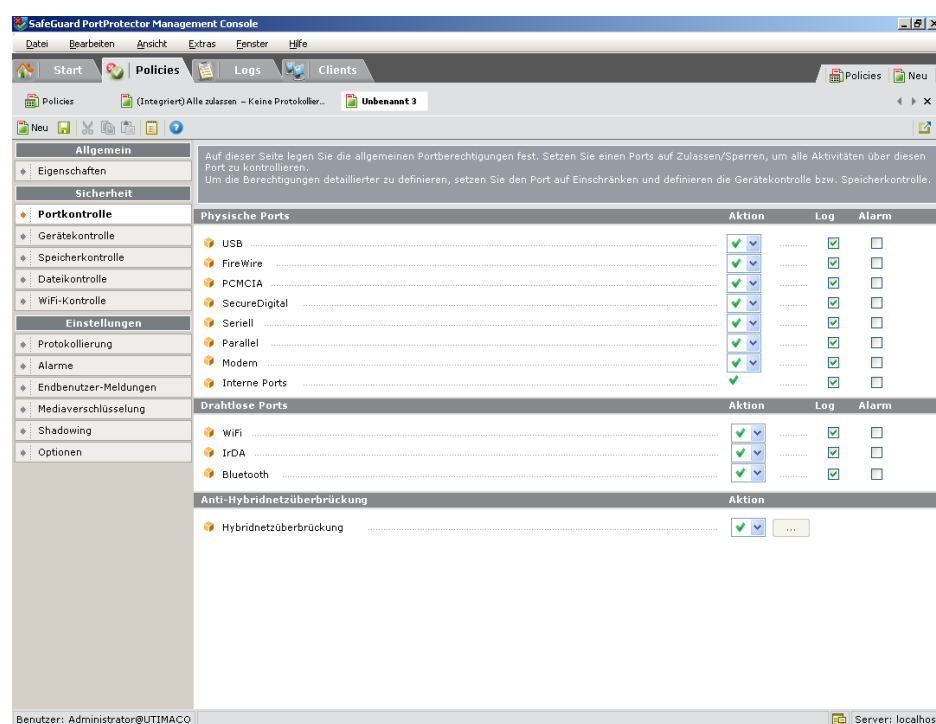 SafeGuard PortProtector Management Console
Datei Bearbeiten Ansicht Extras Fenster Hilfe
Start Policies Logs Clients
Policies Neu
Policies (Integriert) Alle zulassen – Keine Protokollier... Unbenannt 3
Neu
Allgemein
Eigenschaften
Sicherheit
Portkontrolle
Gerätekontrolle
Speicherkontrolle
Dateikontrolle
WiFi-Kontrolle
Einstellungen
Protokollierung
Alarme
Endbenutzer-Meldungen
Mediaverschlüsselung
Shadowing
Optionen
Auf dieser Seite legen Sie die allgemeinen Portberechtigungen fest. Setzen Sie einen Ports auf Zulassen/Sperren, um alle Aktivitäten über diesen
Port zu kontrollieren.
Um die Berechtigungen detaillierter zu definieren, setzen Sie den Port auf Einschränken und definieren die Gerätekontrolle bzw. Speicherkontrolle.
Physische Ports Aktion Log Alarm
USB
FireWire
PCMCIA
SecureDigital
Seriell
Parallel
Modem
Interne Ports
Drahtlose Ports Aktion Log Alarm
WiFi
IrDA
Bluetooth
Anti-Hybridnetzüberbrückung Aktion
Hybridnetzüberbrückung ...
Benutzer: Administrator@UTIMACO Server: localhos